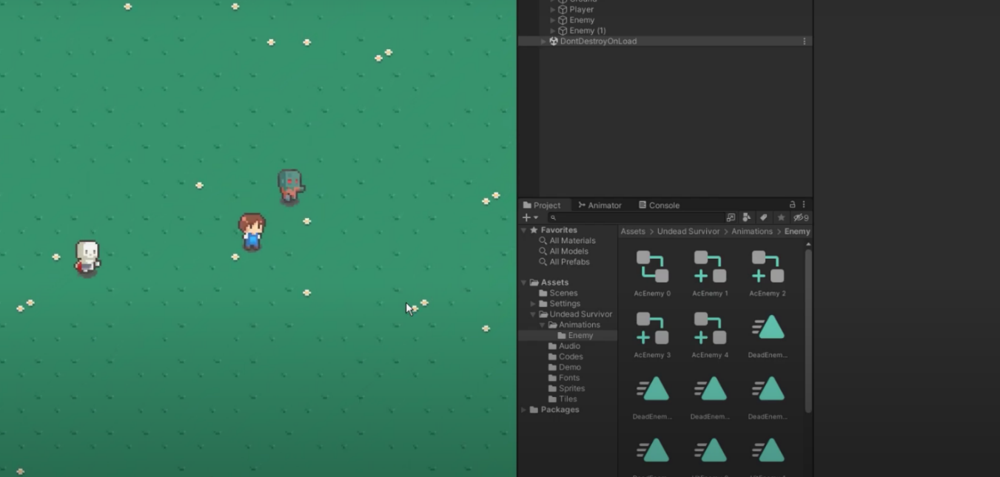 Player
Enemy
Enemy (1)
DontDestroyOnLoad
Project
Animator
Console
9
Favorites
All Materials
All Models
All Prefabs
Assets
Scenes
Settings
Undead Survivor
Animations
Enemy
Audio
Codes
Demo
Fonts
Sprites
Tiles
Packages
Assets > Undead Survivor > Animations > Enemy
AcEnemy 0
AcEnemy 1
AcEnemy 2
AcEnemy 3
AcEnemy 4
DeadEnem...
DeadEnem...
DeadEnem...
DeadEnem...